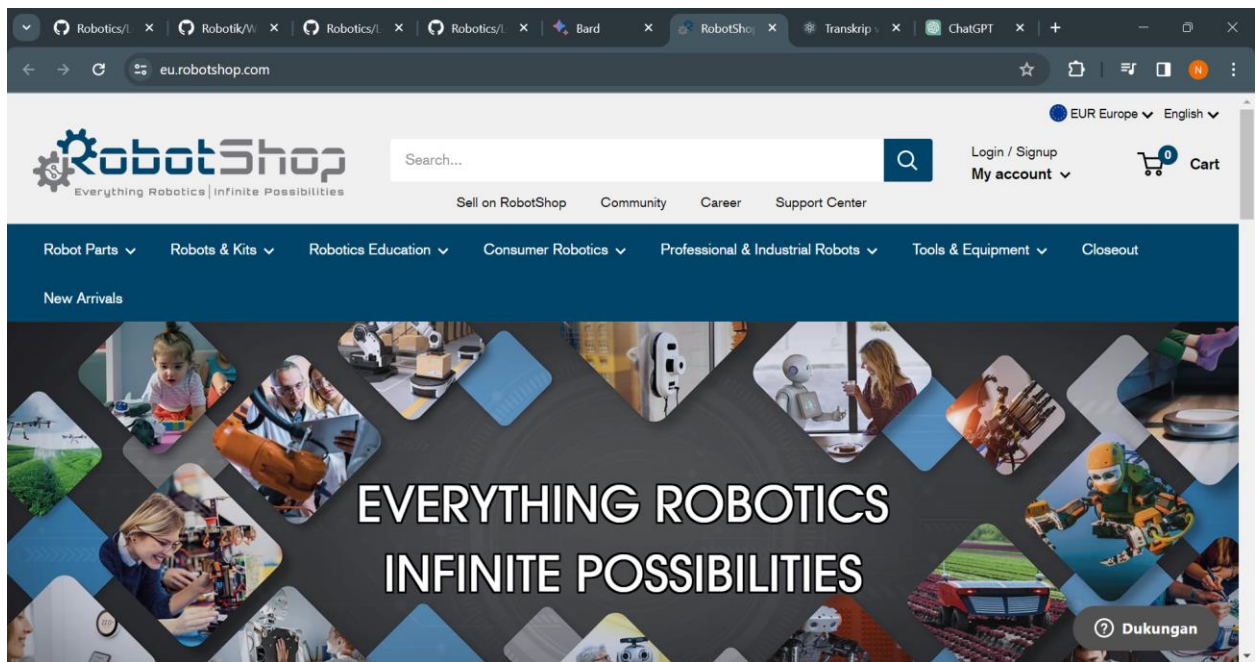 Robotics/L
Robotik/W
Robotics/L
Robotics/L
Bard
RobotShop
Transkrip v
ChatGPT
eu.robotshop.com
N
EUR Europe
English
RobotShop
Everything Robotics | Infinite Possibilities
Search...
Login / Signup
My account
0
Cart
Sell on RobotShop
Community
Career
Support Center
Robot Parts
Robots & Kits
Robotics Education
Consumer Robotics
Professional & Industrial Robots
Tools & Equipment
Closeout
New Arrivals
EVERYTHING ROBOTICS
INFINITE POSSIBILITIES
Dukungan